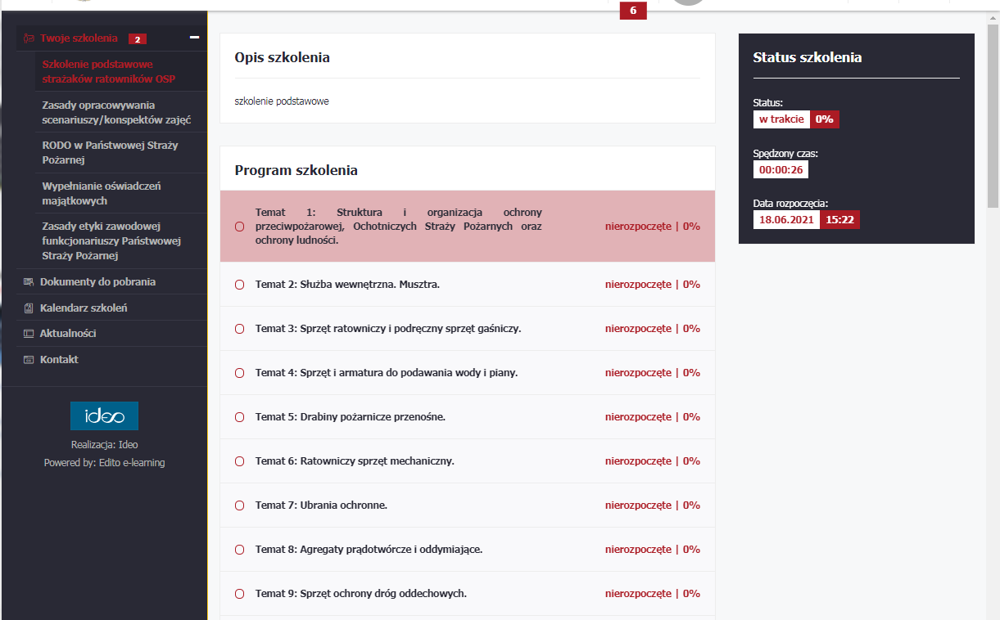 6
Twoje szkolenia 2
Szkolenie podstawowe
strażaków ratowników OSP
Zasady opracowywania
scenariuszy/konspektów zajęć
RODO w Państwowej Straży
Pożarnej
Wypełnianie oświadczeń
majątkowych
Zasady etyki zawodowej
funkcjonariuszy Państwowej
Straży Pożarnej
Dokumenty do pobrania
Kalendarz szkoleń
Aktualności
Kontakt
ideo
Realizacja: Ideo
Powered by: Edito e-learning
Opis szkolenia
szkolenie podstawowe
Program szkolenia
Temat 1: Struktura i organizacja ochrony
przeciwpożarowej, Ochotniczych Straży Pożarnych oraz
ochrony ludności.
nierozpoczęte | 0%
Temat 2: Służba wewnętrzna. Musztra. nierozpoczęte | 0%
Temat 3: Sprzęt ratowniczy i podręczny sprzęt gaśniczy. nierozpoczęte | 0%
Temat 4: Sprzęt i armatura do podawania wody i piany. nierozpoczęte | 0%
Temat 5: Drabiny pożarnicze przenośne. nierozpoczęte | 0%
Temat 6: Ratowniczy sprzęt mechaniczny. nierozpoczęte | 0%
Temat 7: Ubrania ochronne. nierozpoczęte | 0%
Temat 8: Agregaty prądotwórcze i oddymiające. nierozpoczęte | 0%
Temat 9: Sprzęt ochrony dróg oddechowych. nierozpoczęte | 0%
Status szkolenia
Status:
w trakcie 0%
Spędzony czas:
00:00:26
Data rozpoczęcia:
18.06.2021 15:22